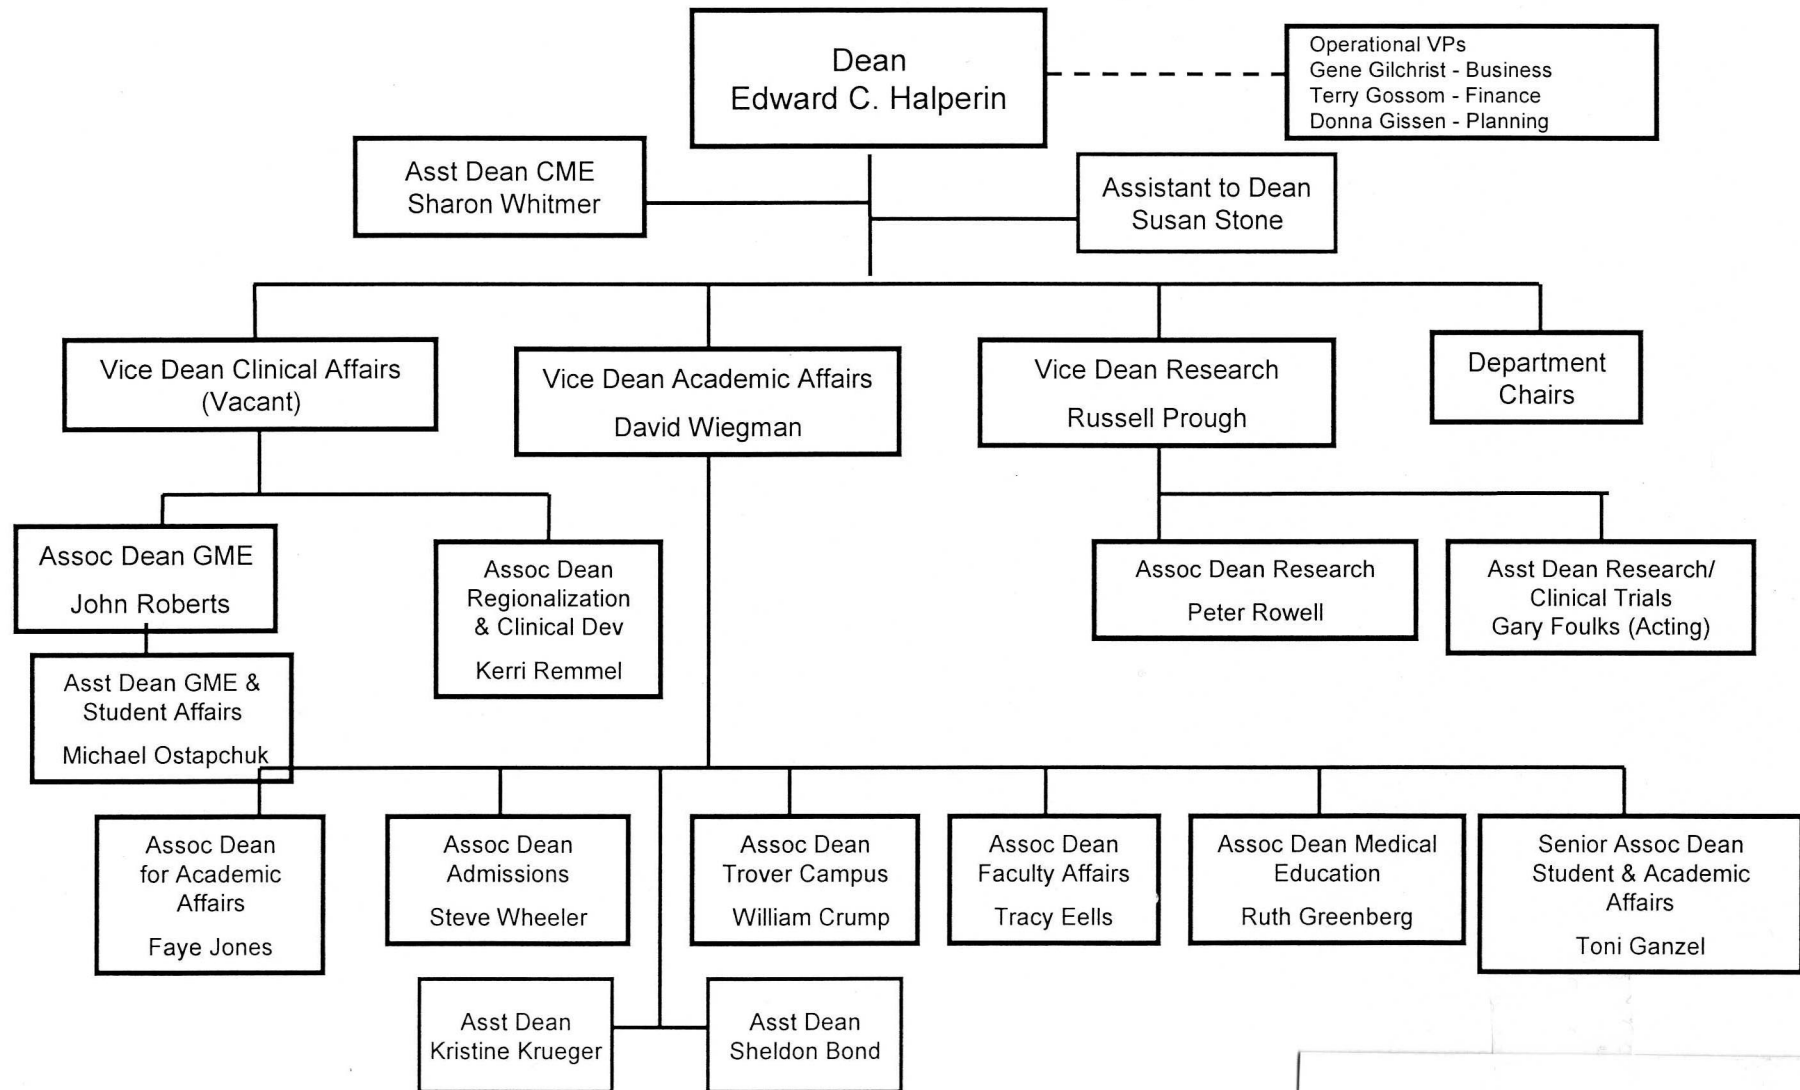 Dean
Edward C. Halperin
Operational VPs
Gene Gilchrist - Business
Terry Gossom - Finance
Donna Gissen - Planning
Asst Dean CME
Sharon Whitmer
Assistant to Dean
Susan Stone
Vice Dean Clinical Affairs
(Vacant)
Vice Dean Academic Affairs
David Wiegman
Vice Dean Research
Russell Prough
Department
Chairs
Assoc Dean GME
John Roberts
Assoc Dean
Regionalization
& Clinical Dev
Kerri Remmel
Assoc Dean Research
Peter Rowell
Asst Dean Research/
Clinical Trials
Gary Foulks (Acting)
Asst Dean GME &
Student Affairs
Michael Ostapchuk
Assoc Dean
for Academic
Affairs
Faye Jones
Assoc Dean
Admissions
Steve Wheeler
Assoc Dean
Trover Campus
William Crump
Assoc Dean
Faculty Affairs
Tracy Eells
Assoc Dean Medical
Education
Ruth Greenberg
Senior Assoc Dean
Student & Academic
Affairs
Toni Ganzel
Asst Dean
Kristine Krueger
Asst Dean
Sheldon Bond